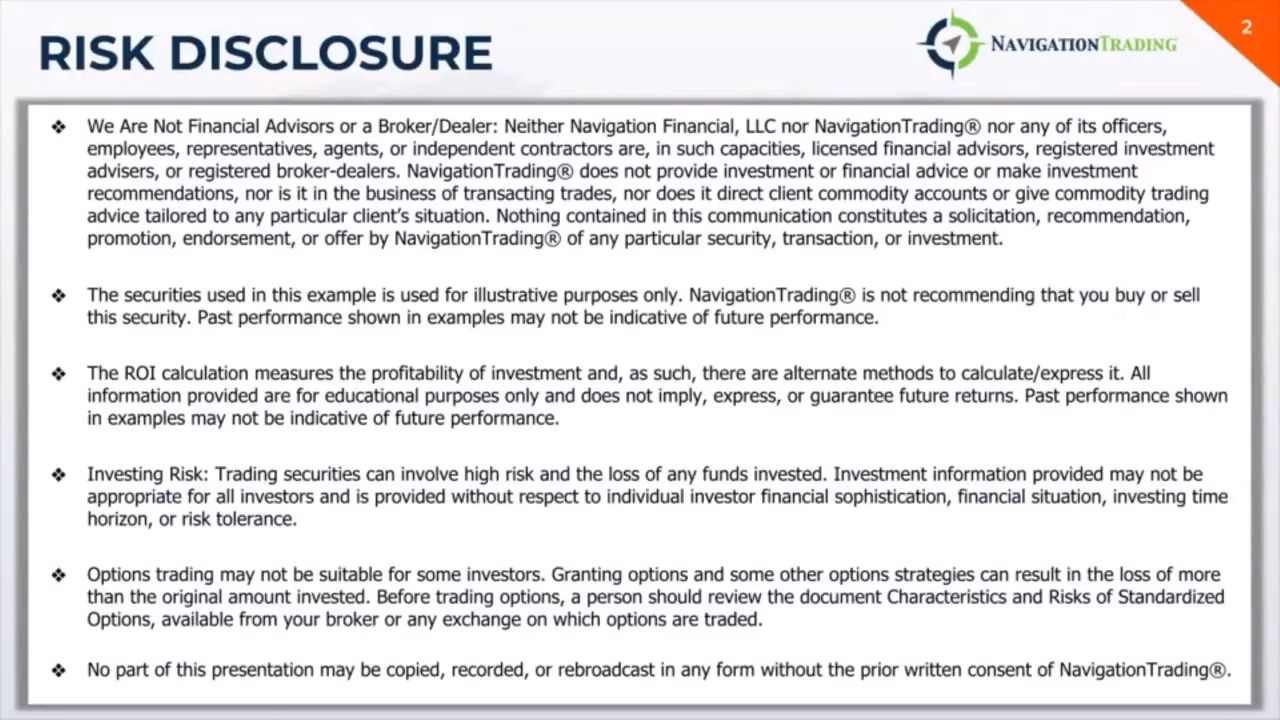 RISK DISCLOSURE
NAVIGATIONTRADING
2
❖ We Are Not Financial Advisors or a Broker/Dealer: Neither Navigation Financial, LLC nor NavigationTrading® nor any of its officers,
employees, representatives, agents, or independent contractors are, in such capacities, licensed financial advisors, registered investment
advisers, or registered broker-dealers. NavigationTrading® does not provide investment or financial advice or make investment
recommendations, nor is it in the business of transacting trades, nor does it direct client commodity accounts or give commodity trading
advice tailored to any particular client's situation. Nothing contained in this communication constitutes a solicitation, recommendation,
promotion, endorsement, or offer by NavigationTrading® of any particular security, transaction, or investment.
❖ The securities used in this example is used for illustrative purposes only. NavigationTrading® is not recommending that you buy or sell
this security. Past performance shown in examples may not be indicative of future performance.
❖ The ROI calculation measures the profitability of investment and, as such, there are alternate methods to calculate/express it. All
information provided are for educational purposes only and does not imply, express, or guarantee future returns. Past performance shown
in examples may not be indicative of future performance.
❖ Investing Risk: Trading securities can involve high risk and the loss of any funds invested. Investment information provided may not be
appropriate for all investors and is provided without respect to individual investor financial sophistication, financial situation, investing time
horizon, or risk tolerance.
❖ Options trading may not be suitable for some investors. Granting options and some other options strategies can result in the loss of more
than the original amount invested. Before trading options, a person should review the document Characteristics and Risks of Standardized
Options, available from your broker or any exchange on which options are traded.
❖ No part of this presentation may be copied, recorded, or rebroadcast in any form without the prior written consent of NavigationTrading®.